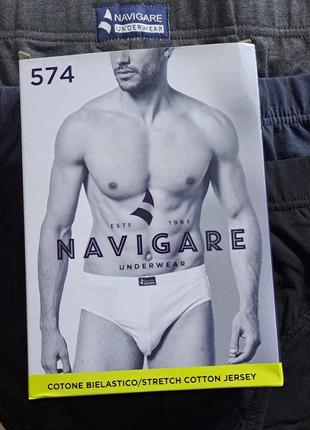 NAVIGARE
UNDERWEAR
574
ESTD 1961
NAVIGARE
UNDERWEAR
COTONE BIELASTICO/STRETCH COTTON JERSEY